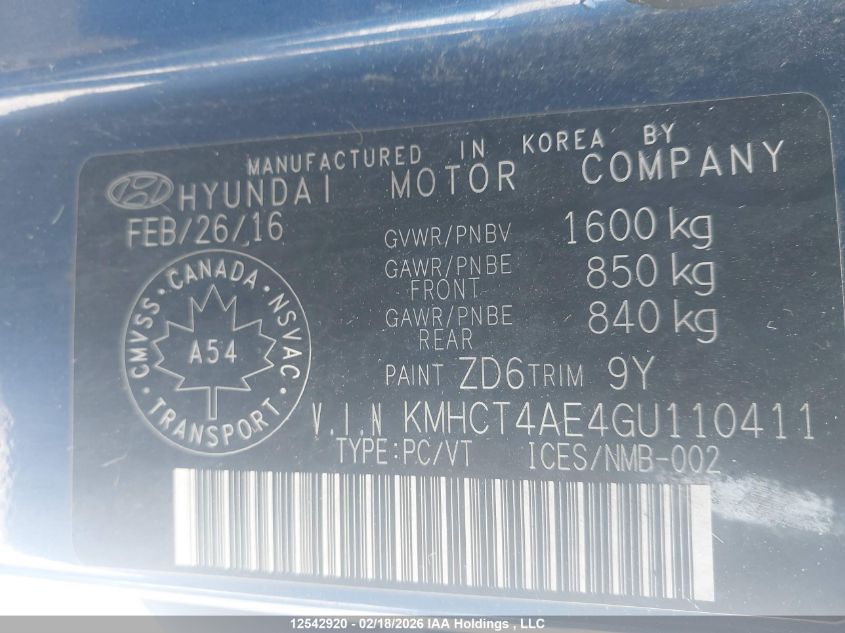 MANUFACTURED IN KOREA BY
HYUNDAI MOTOR COMPANY
FEB/26/16
GVWR/PNBV 1600 kg
GAWR/PNBE FRONT 850 kg
GAWR/PNBE REAR 840 kg
CMVSS · CANADA · NSVAC · TRANSPORT ·
A54
PAINT ZD6 TRIM 9Y
V.I.N KMHCT4AE4GU110411
TYPE:PC/VT ICES/NMB-002
12542920 - 02/18/2026 IAA Holdings , LLC